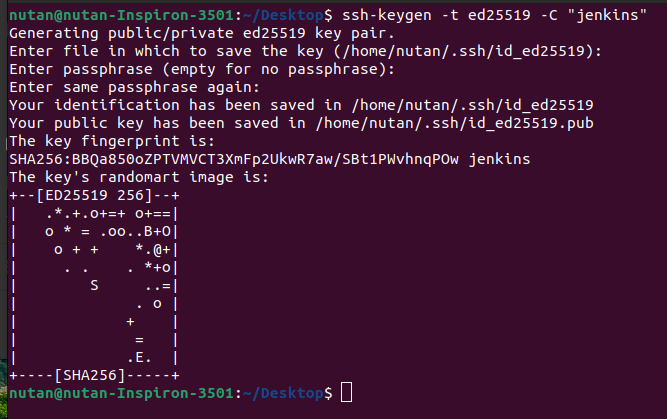 nutan@nutan-Inspiron-3501:~/Desktop$ ssh-keygen -t ed25519 -C "jenkins"
Generating public/private ed25519 key pair.
Enter file in which to save the key (/home/nutan/.ssh/id_ed25519):
Enter passphrase (empty for no passphrase):
Enter same passphrase again:
Your identification has been saved in /home/nutan/.ssh/id_ed25519
Your public key has been saved in /home/nutan/.ssh/id_ed25519.pub
The key fingerprint is:
SHA256:BBQa850oZPTVMVCT3XmFp2UkwR7aw/SBt1PWvhnqPOw jenkins
The key's randomart image is:
+--[ED25519 256]--+
|   .*.+.o+=+ o+==|
|   o * = .oo..B+O|
|    o + +    *.@+|
|     . .    . *+o|
|        S     ..=|
|             . o |
|            +    |
|             =   |
|            .E.  |
+----[SHA256]-----+
nutan@nutan-Inspiron-3501:~/Desktop$